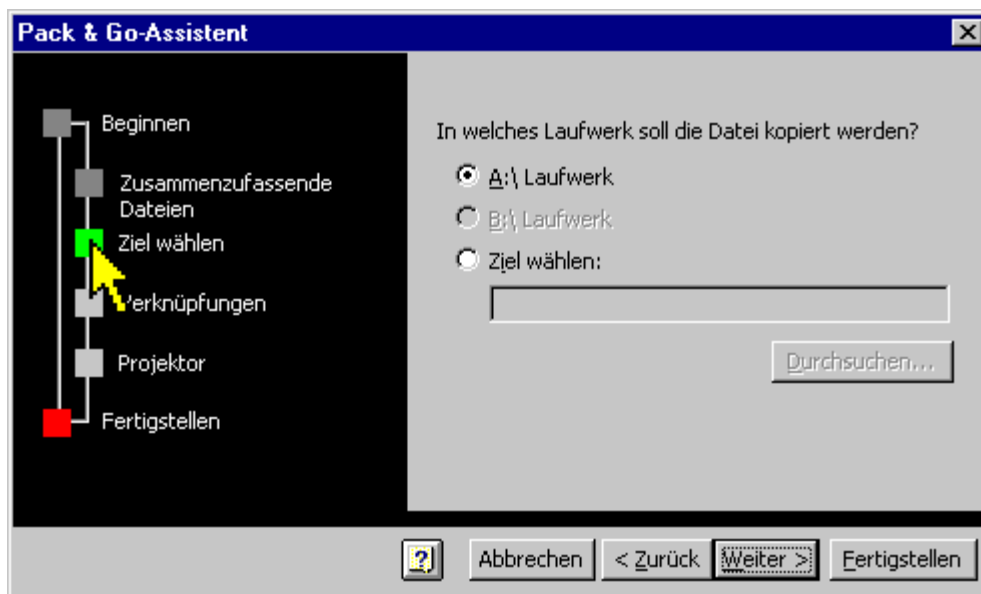 Pack & Go-Assistent
Beginnen
Zusammenzufassende
Dateien
Ziel wählen
erknüpfungen
Projektor
Fertigstellen
In welches Laufwerk soll die Datei kopiert werden?
A:\ Laufwerk
B:\ Laufwerk
Ziel wählen:
Durchsuchen...
? Abbrechen < Zurück Weiter > Fertigstellen